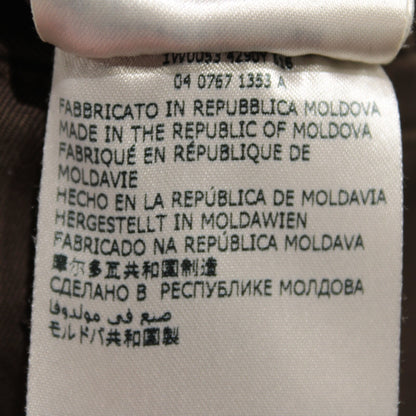 04 0767 1353 A
FABBRICATO IN REPUBBLICA MOLDOVA
MADE IN THE REPUBLIC OF MOLDOVA
FABRIQUÉ EN RÉPUBLIQUE DE
MOLDAVIE
HECHO EN LA REPÚBLICA DE MOLDAVIA
HERGESTELLT IN MOLDAWIEN
FABRICADO NA REPÚBLICA MOLDAVA
摩尔多瓦共和国制造
СДЕЛАНО В РЕСПУБЛИКЕ МОЛДОВА
صنع في مولدوفا
モルドバ共和国製